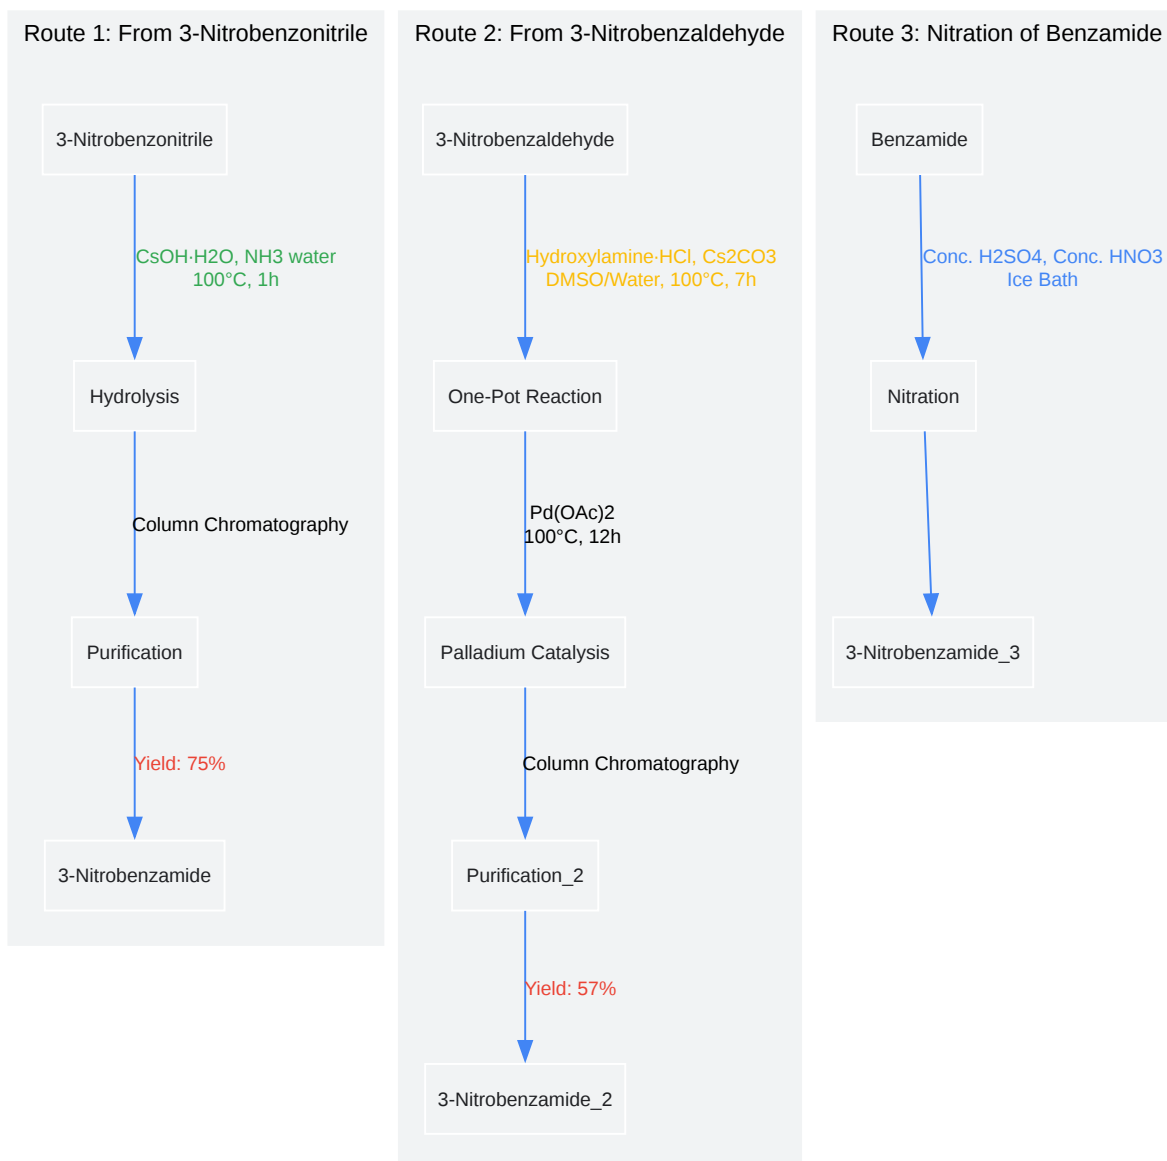 Route 1: From 3-Nitrobenzonitrile
3-Nitrobenzonitrile
CsOH·H2O, NH3 water
100°C, 1h
Hydrolysis
Column Chromatography
Purification
Yield: 75%
3-Nitrobenzamide
Route 2: From 3-Nitrobenzaldehyde
3-Nitrobenzaldehyde
Hydroxylamine·HCl, Cs2CO3
DMSO/Water, 100°C, 7h
One-Pot Reaction
Pd(OAc)2
100°C, 12h
Palladium Catalysis
Column Chromatography
Purification_2
Yield: 57%
3-Nitrobenzamide_2
Route 3: Nitration of Benzamide
Benzamide
Conc. H2SO4, Conc. HNO3
Ice Bath
Nitration
3-Nitrobenzamide_3